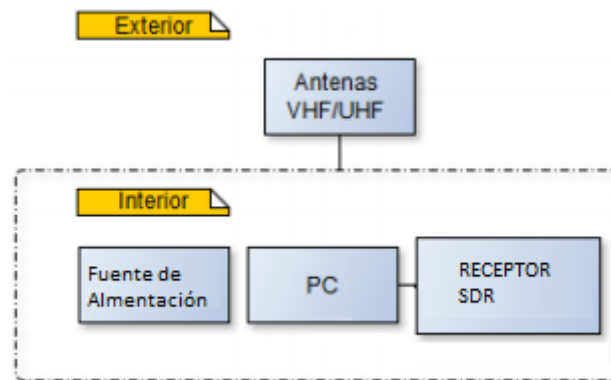 Exterior
Antenas
VHF/UHF
Interior
Fuente de
Almentación
PC
RECEPTOR
SDR